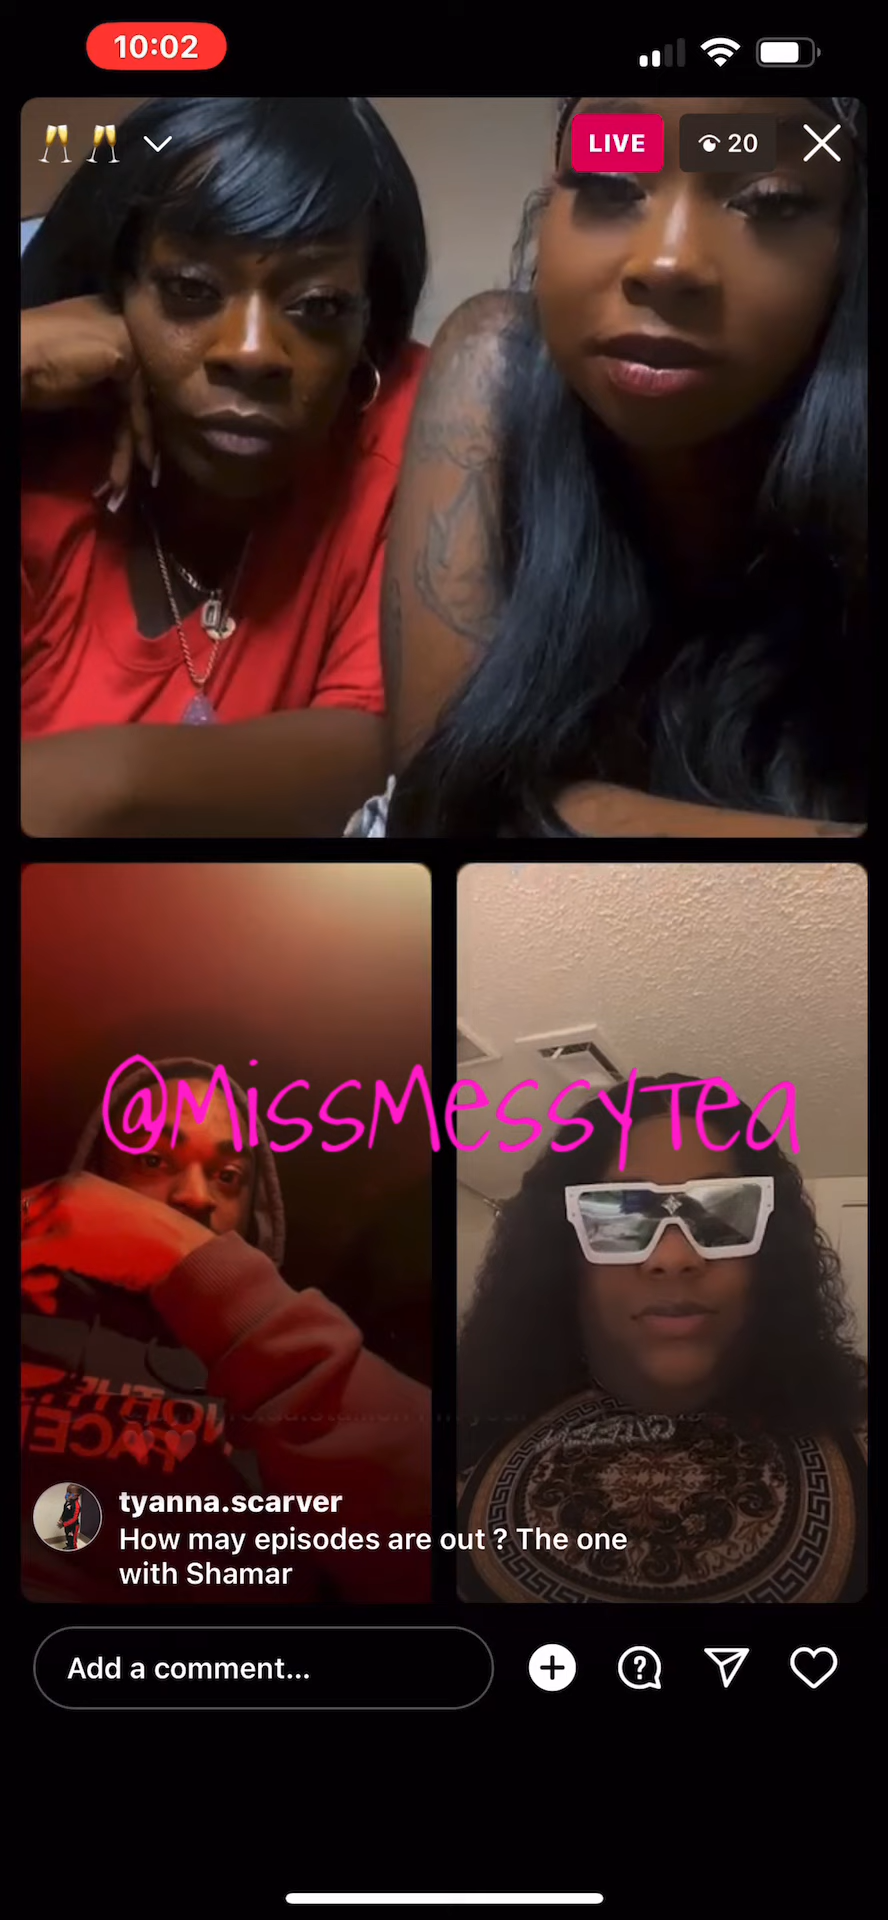 10:02
LIVE
20
@MissMessyTea
tyanna.scarver
How may episodes are out ? The one
with Shamar
Add a comment...